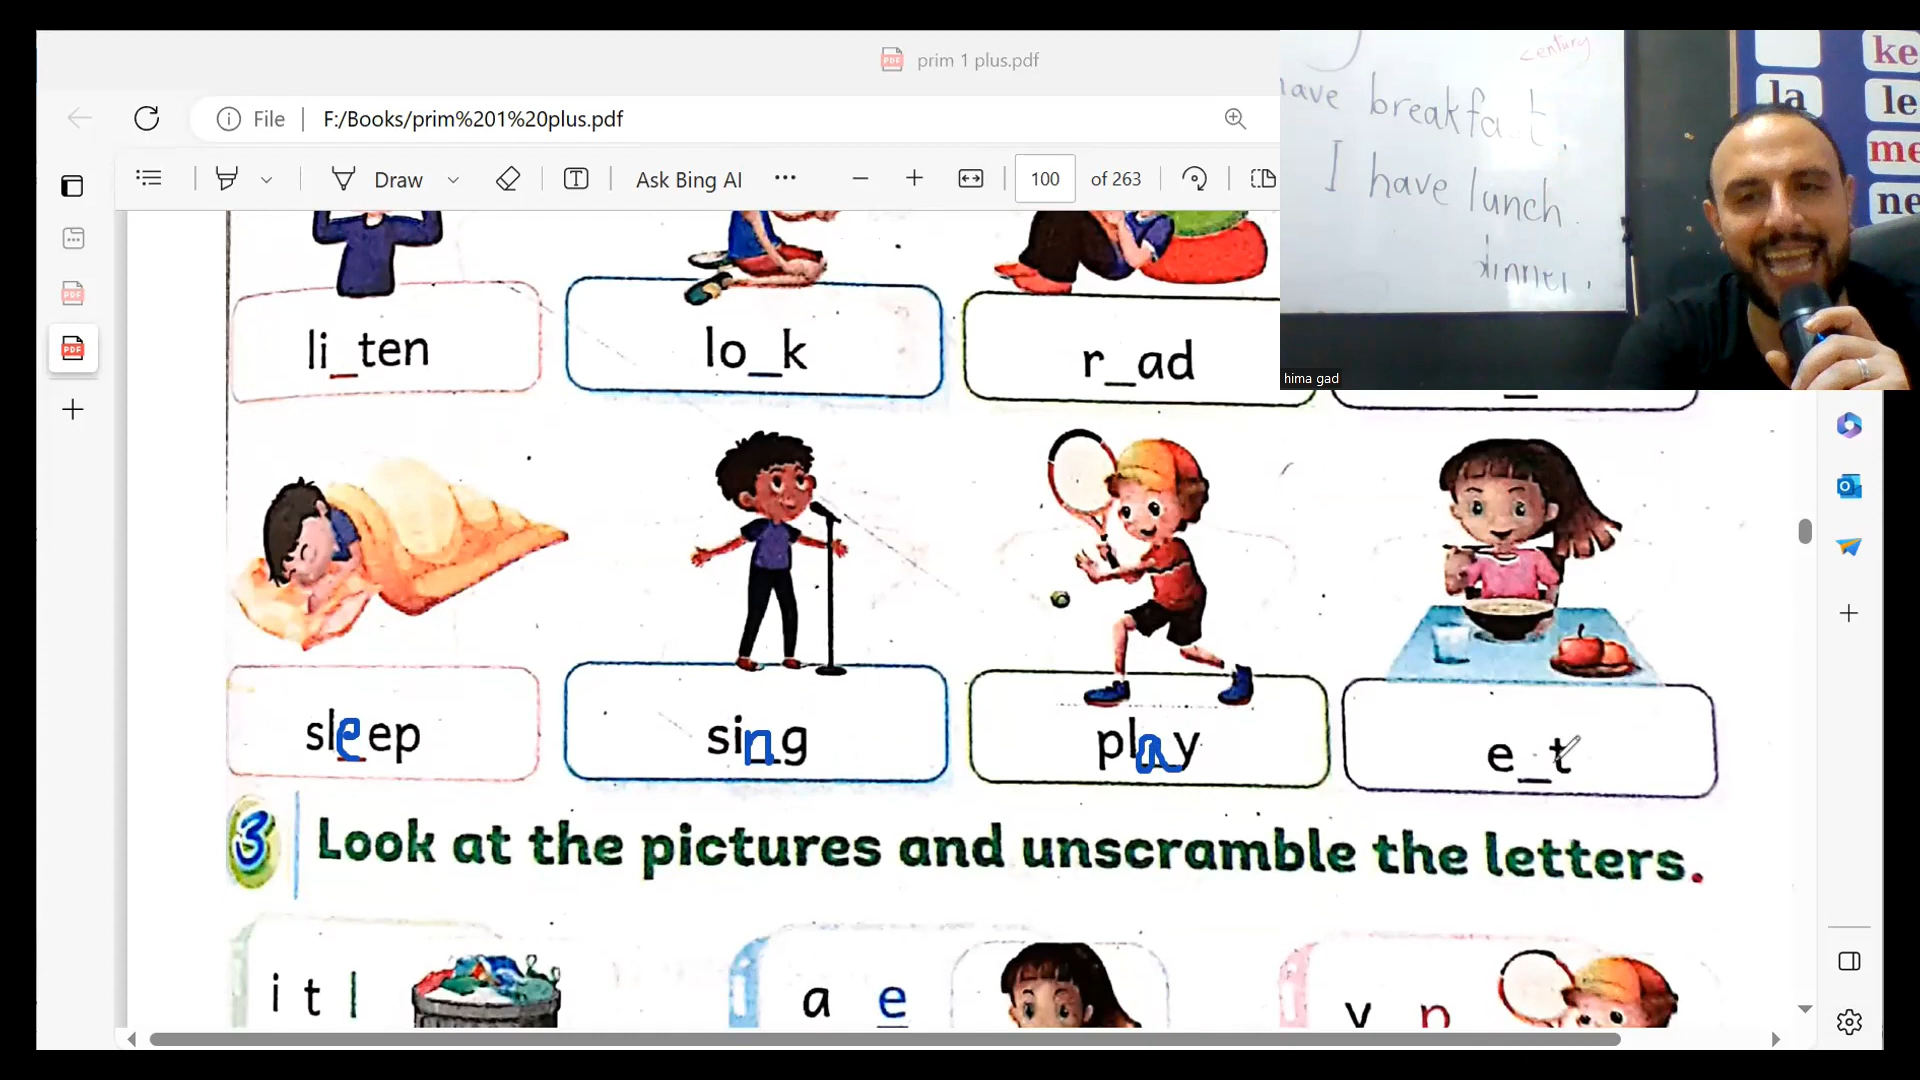 prim 1 plus.pdf
File
F:/Books/prim%201%20plus.pdf
Draw
Ask Bing AI
100 of 263
century
have breakfa t.
I have lunch.
dinner.
la
ke
le
me
ne
hima gad
li_ten
lo_k
r_ad
sleep
sing
play
e_t
3 Look at the pictures and unscramble the letters.
i t l
a e
y p